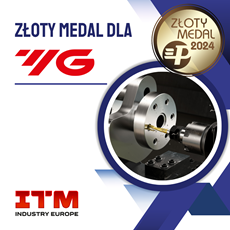 ZŁOTY MEDAL DLA
YG
ZŁOTY
MEDAL
2024
ITM
INDUSTRY EUROPE